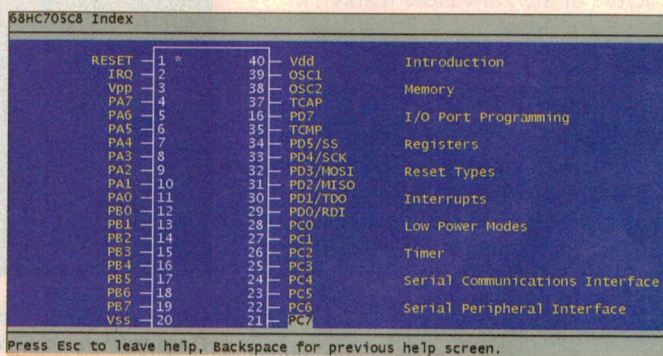 68HC705C8 Index
RESET 1 * 40 Vdd Introduction
IRQ 2 39 OSC1
Vpp 3 38 OSC2 Memory
PA7 4 37 TCAP
PA6 5 16 PD7 I/O Port Programming
PA5 6 35 TCMP
PA4 7 34 PD5/SS Registers
PA3 8 33 PD4/SCK
PA2 9 32 PD3/MOSI Reset Types
PA1 10 31 PD2/MISO
PA0 11 30 PD1/TDO Interrupts
PB0 12 29 PD0/RDI
PB1 13 28 PC0 Low Power Modes
PB2 14 27 PC1
PB3 15 26 PC2 Timer
PB4 16 25 PC3
PB5 17 24 PC4 Serial Communications Interface
PB6 18 23 PC5
PB7 19 22 PC6 Serial Peripheral Interface
Vss 20 21 PC7
Press Esc to leave help, Backspace for previous help screen.